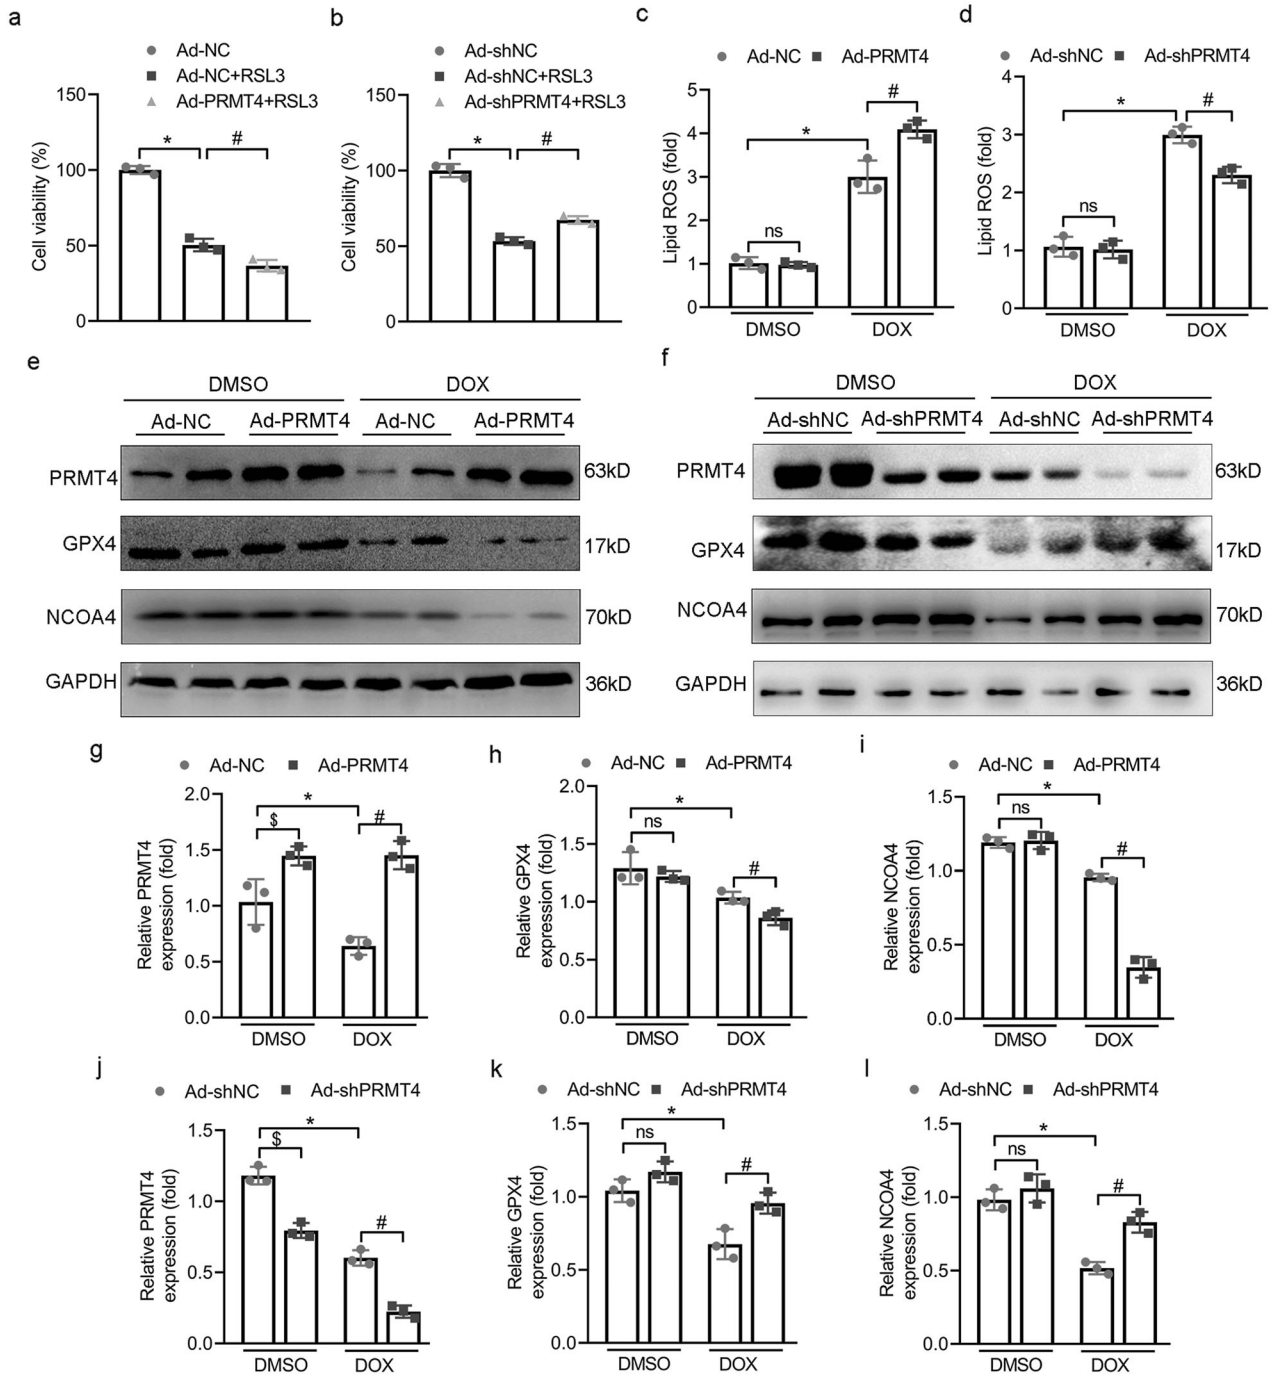 a
Ad-NC
Ad-NC+RSL3
Ad-PRMT4+RSL3
Cell viability (%)
150
100
50
0
*
#
b
Ad-shNC
Ad-shNC+RSL3
Ad-shPRMT4+RSL3
Cell viability (%)
150
100
50
0
*
#
c
Ad-NC
Ad-PRMT4
Lipid ROS (fold)
5
4
3
2
1
0
ns
*
#
DMSO
DOX
d
Ad-shNC
Ad-shPRMT4
Lipid ROS (fold)
4
3
2
1
0
ns
*
#
DMSO
DOX
e
DMSO
DOX
Ad-NC
Ad-PRMT4
Ad-NC
Ad-PRMT4
PRMT4
63kD
GPX4
17kD
NCOA4
70kD
GAPDH
36kD
f
DMSO
DOX
Ad-shNC
Ad-shPRMT4
Ad-shNC
Ad-shPRMT4
PRMT4
63kD
GPX4
17kD
NCOA4
70kD
GAPDH
36kD
g
Ad-NC
Ad-PRMT4
Relative PRMT4
expression (fold)
2.0
1.5
1.0
0.5
0.0
*
$
#
DMSO
DOX
h
Ad-NC
Ad-PRMT4
Relative GPX4
expression (fold)
2.0
1.5
1.0
0.5
0.0
*
ns
#
DMSO
DOX
i
Ad-NC
Ad-PRMT4
Relative NCOA4
expression (fold)
1.5
1.0
0.5
0.0
*
ns
#
DMSO
DOX
j
Ad-shNC
Ad-shPRMT4
Relative PRMT4
expression (fold)
1.5
1.0
0.5
0.0
*
$
#
DMSO
DOX
k
Ad-shNC
Ad-shPRMT4
Relative GPX4
expression (fold)
1.5
1.0
0.5
0.0
*
ns
#
DMSO
DOX
l
Ad-shNC
Ad-shPRMT4
Relative NCOA4
expression (fold)
1.5
1.0
0.5
0.0
*
ns
#
DMSO
DOX